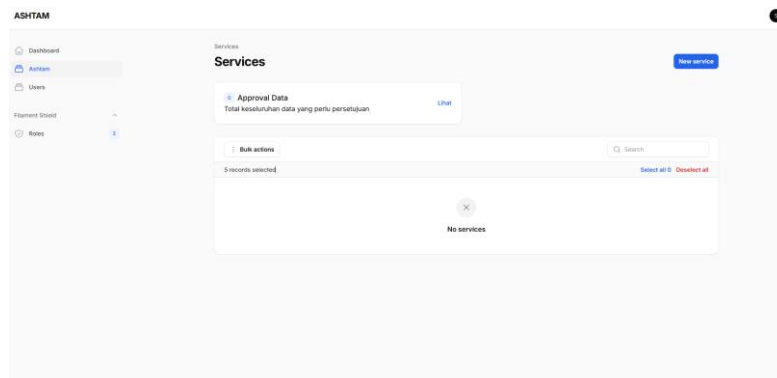 ASHTAM
Dashboard
Ashtam
Users
Filament Shield
Roles
Services
Services
New service
0 Approval Data
Total keseluruhan data yang perlu persetujuan
Lihat
Bulk actions
Search
5 records selected
Select all 0 Deselect all
No services